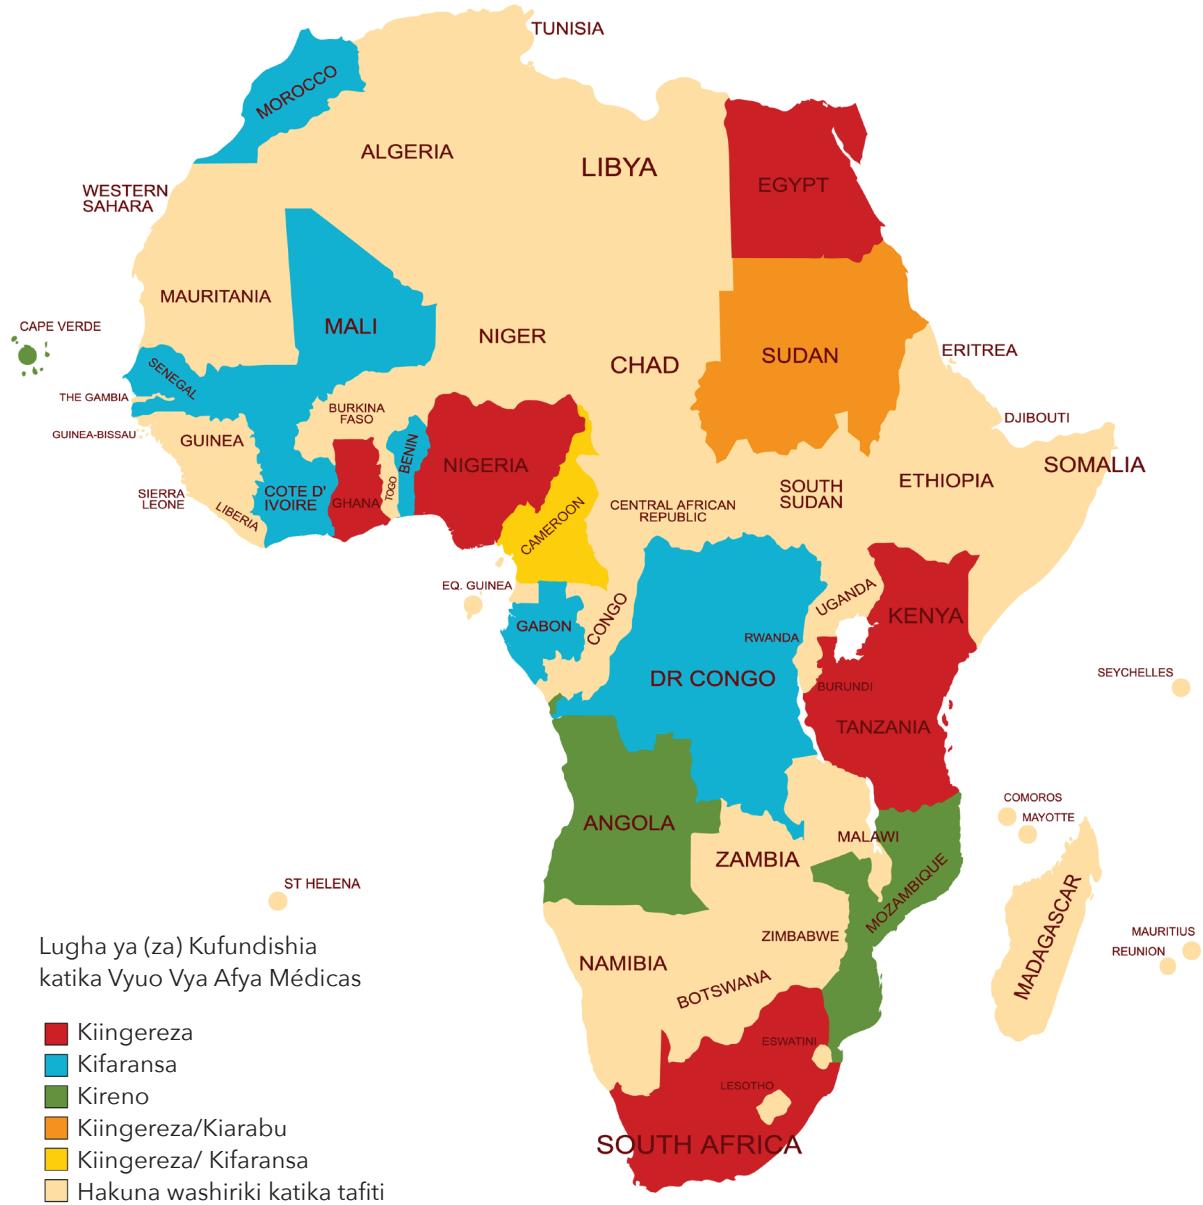 TUNISIA
MOROCCO
ALGERIA
LIBYA
EGYPT
WESTERN
SAHARA
MAURITANIA
MALI
NIGER
CHAD
SUDAN
ERITREA
CAPE VERDE
SENEGAL
THE GAMBIA
GUINEA-BISSAU
GUINEA
BURKINA
FASO
BENIN
NIGERIA
DJIBOUTI
SOMALIA
ETHIOPIA
SOUTH
SUDAN
CENTRAL AFRICAN
REPUBLIC
SIERRA
LEONE
LIBERIA
COTE D'
IVOIRE
GHANA
TOGO
CAMEROON
EQ. GUINEA
GABON
CONGO
UGANDA
KENYA
RWANDA
DR CONGO
BURUNDI
TANZANIA
SEYCHELLES
COMOROS
MAYOTTE
ANGOLA
ZAMBIA
MALAWI
MOZAMBIQUE
MADAGASCAR
ST HELENA
ZIMBABWE
MAURITIUS
REUNION
NAMIBIA
BOTSWANA
ESWATINI
LESOTHO
SOUTH AFRICA
Lugha ya (za) Kufundishia
katika Vyuo Vya Afya Médicas
Kiingereza
Kifaransa
Kireno
Kiingereza/Kiarabu
Kiingereza/ Kifaransa
Hakuna washiriki katika tafiti